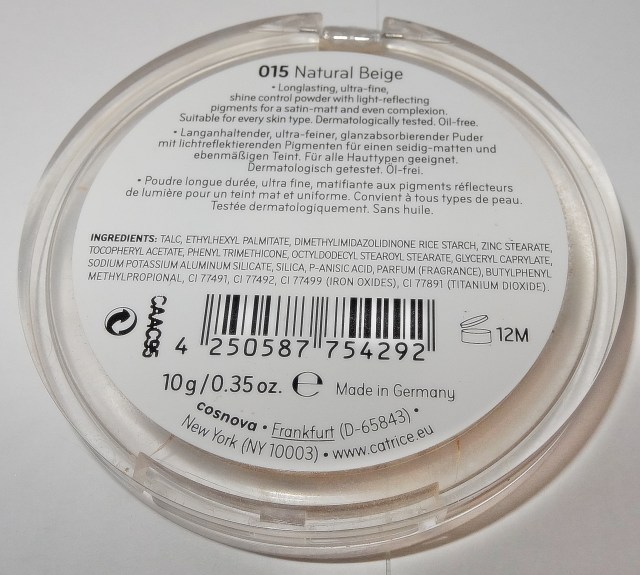 015 Natural Beige
• Longlasting, ultra-fine,
shine control powder with light-reflecting
pigments for a satin-matt and even complexion.
Suitable for every skin type. Dermatologically tested. Oil-free.
• Langanhaltender, ultra-feiner, glanzabsorbierender Puder
mit lichtreflektierenden Pigmenten für einen seidig-matten und
ebenmäßigen Teint. Für alle Hauttypen geeignet.
Dermatologisch getestet. Öl-frei.
• Poudre longue durée, ultra fine, matifiante aux pigments réflecteurs
de lumière pour un teint mat et uniforme. Convient à tous types de peau.
Testée dermatologiquement. Sans huile.
INGREDIENTS: TALC, ETHYLHEXYL PALMITATE, DIMETHYLIMIDAZOLIDINONE RICE STARCH, ZINC STEARATE,
TOCOPHERYL ACETATE, PHENYL TRIMETHICONE, OCTYLDODECYL STEAROYL STEARATE, GLYCERYL CAPRYLATE,
SODIUM POTASSIUM ALUMINUM SILICATE, SILICA, P-ANISIC ACID, PARFUM (FRAGRANCE), BUTYLPHENYL
METHYLPROPIONAL, CI 77491, CI 77492, CI 77499 (IRON OXIDES), CI 77891 (TITANIUM DIOXIDE).
CAAC95
4 250587 754292
12M
10 g / 0.35 oz. e Made in Germany
cosnova • Frankfurt (D-65843) •
New York (NY 10003) • www.catrice.eu